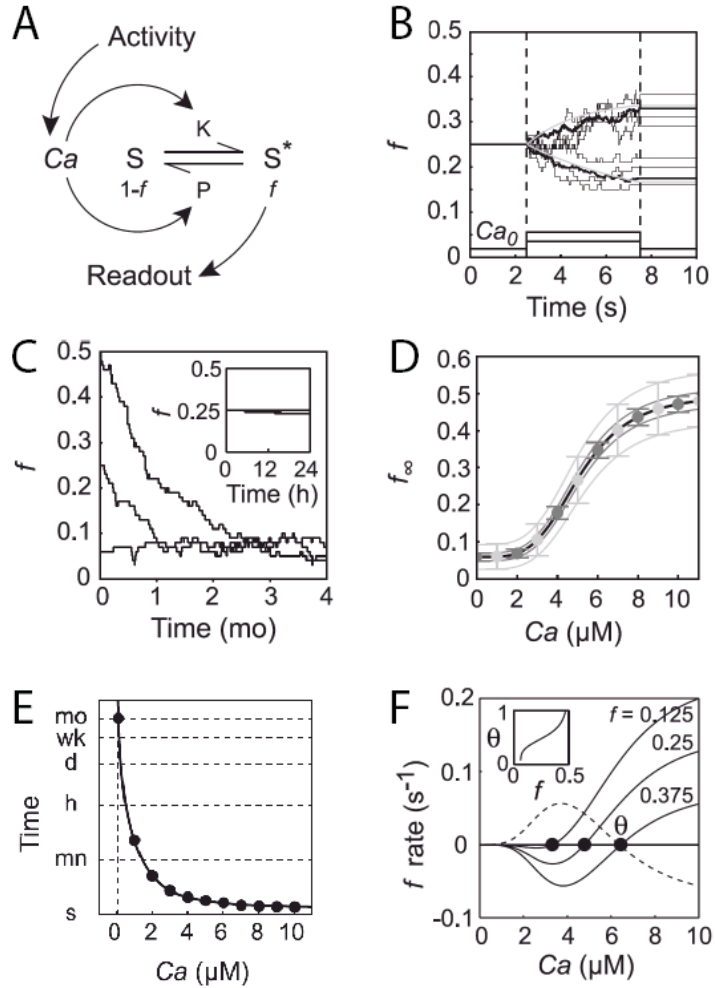 A
Activity
K
Ca S S*
1-f P f
Readout
B
0.5
0.4
0.3
f
0.2
0.1
Ca0
0
0 2 4 6 8 10
Time (s)
C
0.5
0.4
0.3
f
0.2
0.1
0
0 1 2 3 4
Time (mo)
0.5
f
0.25
0
0 12 24
Time (h)
D
0.6
0.5
0.4
f∞
0.3
0.2
0.1
0
0 2 4 6 8 10
Ca (µM)
E
mo
wk
d
h
mn
s
Time
0 2 4 6 8 10
Ca (µM)
F
0.2
0.1
0
-0.1
f rate (s-1)
1
θ
0
0 0.5
f
f = 0.125
0.25
0.375
θ
0 2 4 6 8 10
Ca (µM)